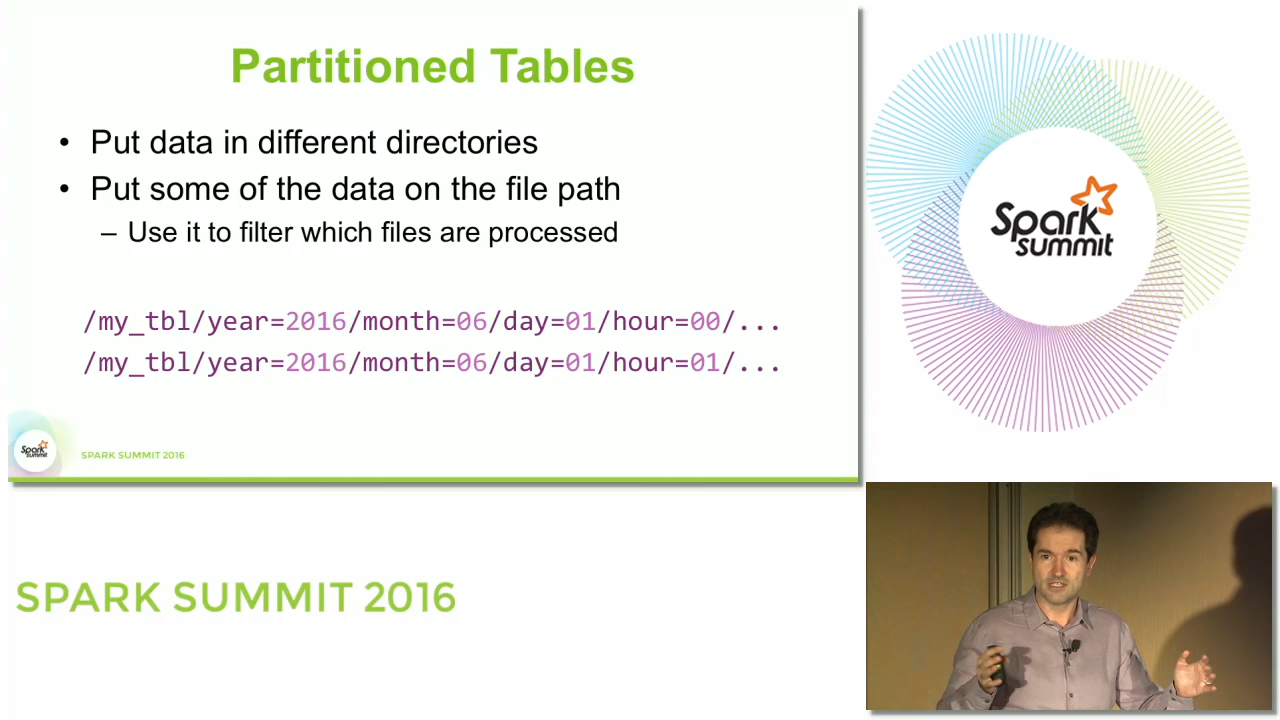 Partitioned Tables
• Put data in different directories
• Put some of the data on the file path
– Use it to filter which files are processed
/my_tbl/year=2016/month=06/day=01/hour=00/...
/my_tbl/year=2016/month=06/day=01/hour=01/...
Spark
summit
SPARK SUMMIT 2016
Spark
summit
SPARK SUMMIT 2016